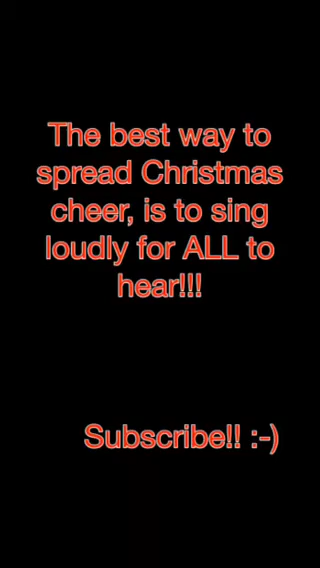 The best way to
spread Christmas
cheer, is to sing
loudly for ALL to
hear!!!
Subscribe!! :-)